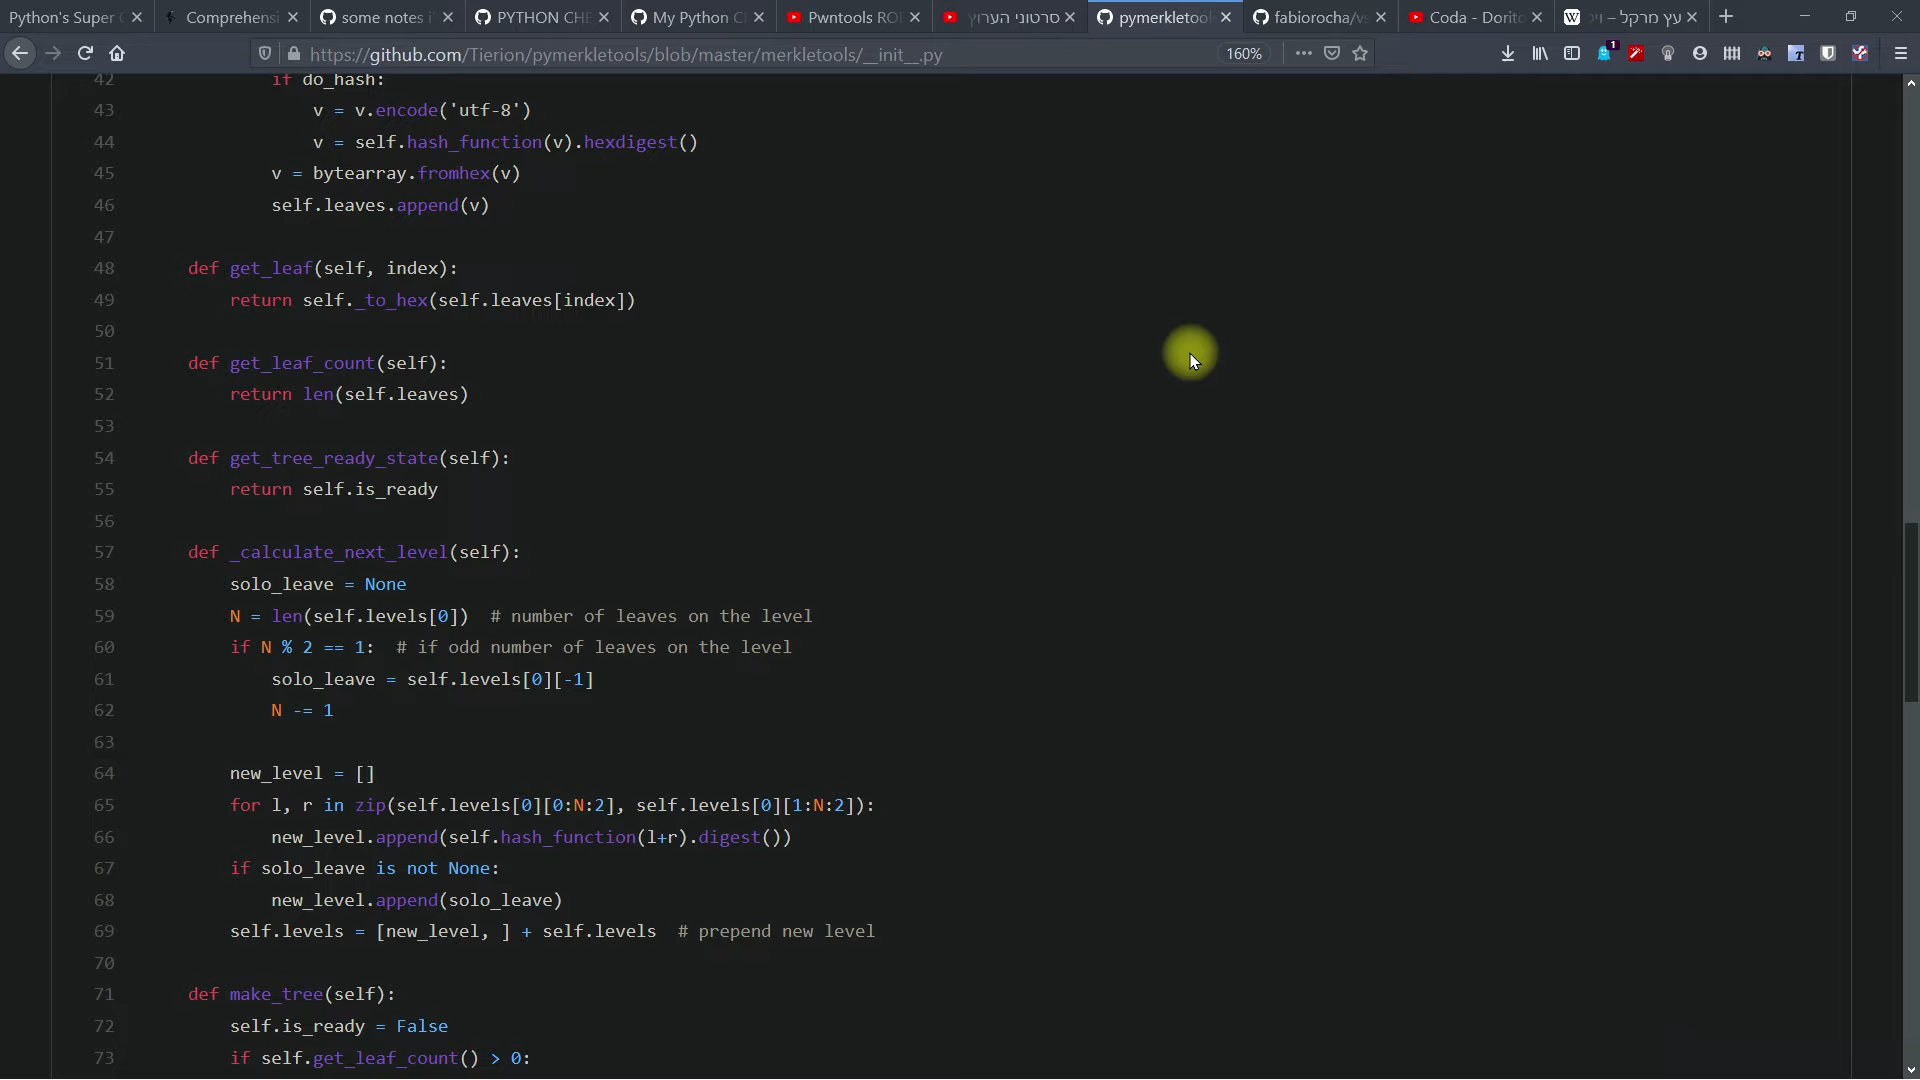 Python's Super
Comprehensi
some notes i
PYTHON CHE
My Python C
Pwntools ROP
סרטוני הערוץ
pymerkletool
fabiorocha/vs
Coda - Dorito
עץ מרקל – ויכ
https://github.com/Tierion/pymerkletools/blob/master/merkletools/__init__.py
160%
1
42 if do_hash:
43 v = v.encode('utf-8')
44 v = self.hash_function(v).hexdigest()
45 v = bytearray.fromhex(v)
46 self.leaves.append(v)
47
48 def get_leaf(self, index):
49 return self._to_hex(self.leaves[index])
50
51 def get_leaf_count(self):
52 return len(self.leaves)
53
54 def get_tree_ready_state(self):
55 return self.is_ready
56
57 def _calculate_next_level(self):
58 solo_leave = None
59 N = len(self.levels[0])  # number of leaves on the level
60 if N % 2 == 1:  # if odd number of leaves on the level
61 solo_leave = self.levels[0][-1]
62 N -= 1
63
64 new_level = []
65 for l, r in zip(self.levels[0][0:N:2], self.levels[0][1:N:2]):
66 new_level.append(self.hash_function(l+r).digest())
67 if solo_leave is not None:
68 new_level.append(solo_leave)
69 self.levels = [new_level, ] + self.levels  # prepend new level
70
71 def make_tree(self):
72 self.is_ready = False
73 if self.get_leaf_count() > 0: